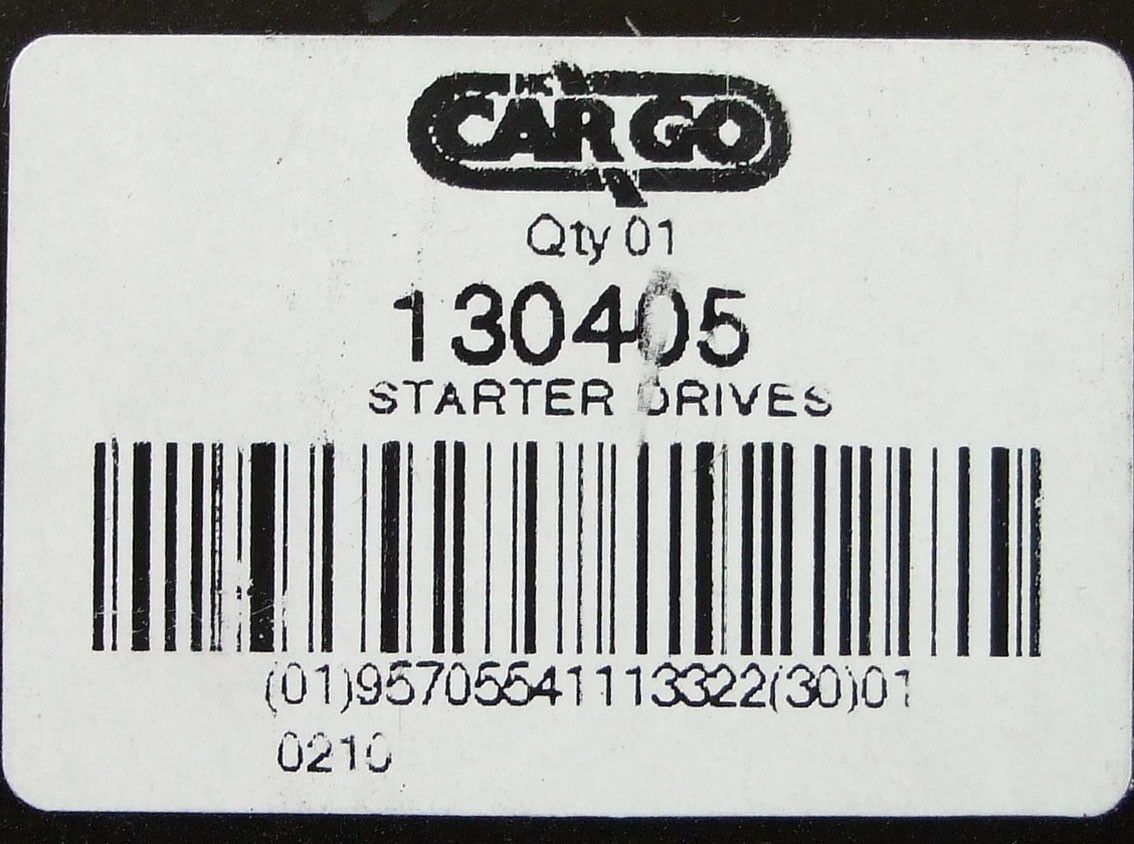 CARGO
Qty 01
130405
STARTER DRIVES
(01)95705541113322(30)01
0210